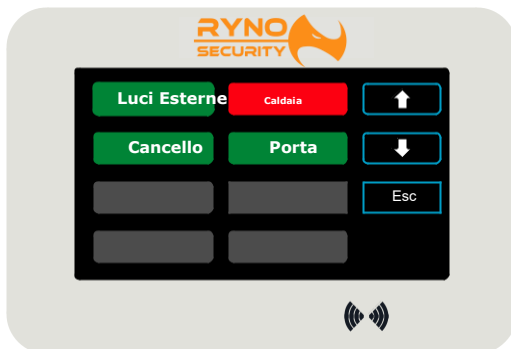 RYNO
SECURITY
Luci Esterne
Caldaia
Cancello
Porta
Esc